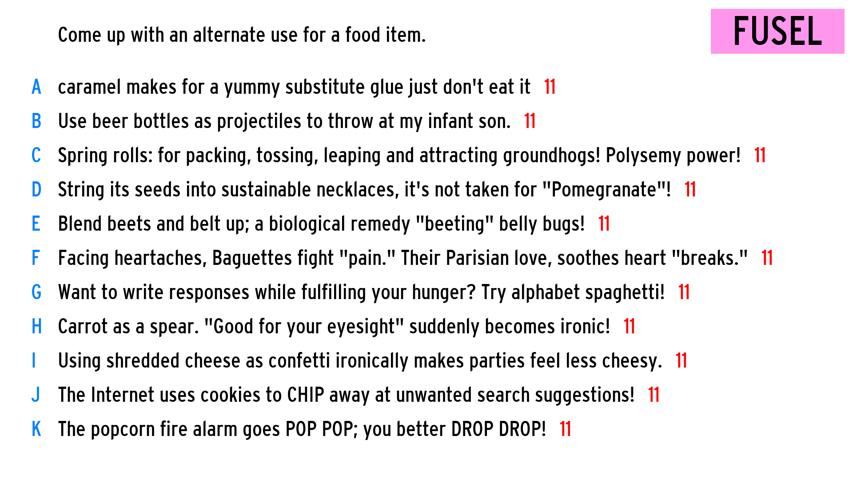 FUSEL
Come up with an alternate use for a food item.
A caramel makes for a yummy substitute glue just don't eat it 11
B Use beer bottles as projectiles to throw at my infant son. 11
C Spring rolls: for packing, tossing, leaping and attracting groundhogs! Polysemy power! 11
D String its seeds into sustainable necklaces, it's not taken for "Pomegranate"! 11
E Blend beets and belt up; a biological remedy "beeting" belly bugs! 11
F Facing heartaches, Baguettes fight "pain." Their Parisian love, soothes heart "breaks." 11
G Want to write responses while fulfilling your hunger? Try alphabet spaghetti! 11
H Carrot as a spear. "Good for your eyesight" suddenly becomes ironic! 11
I Using shredded cheese as confetti ironically makes parties feel less cheesy. 11
J The Internet uses cookies to CHIP away at unwanted search suggestions! 11
K The popcorn fire alarm goes POP POP; you better DROP DROP! 11